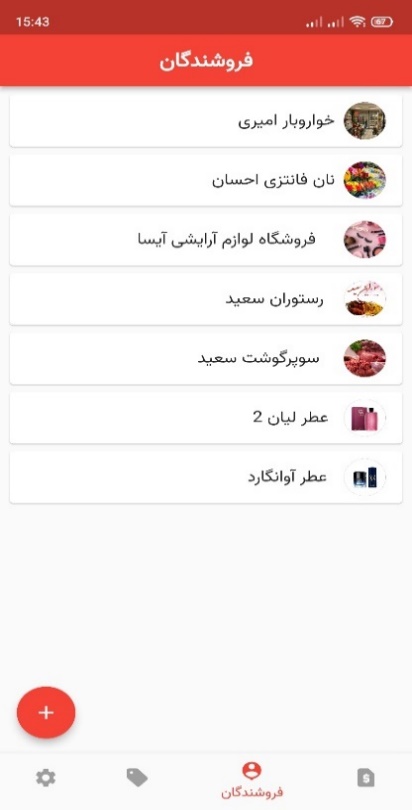 15:43
67
فروشندگان
خواروبار امیری
نان فانتزی احسان
فروشگاه لوازم آرایشی آیسا
رستوران سعید
سوپرگوشت سعید
عطر لیان 2
عطر آوانگارد
فروشندگان